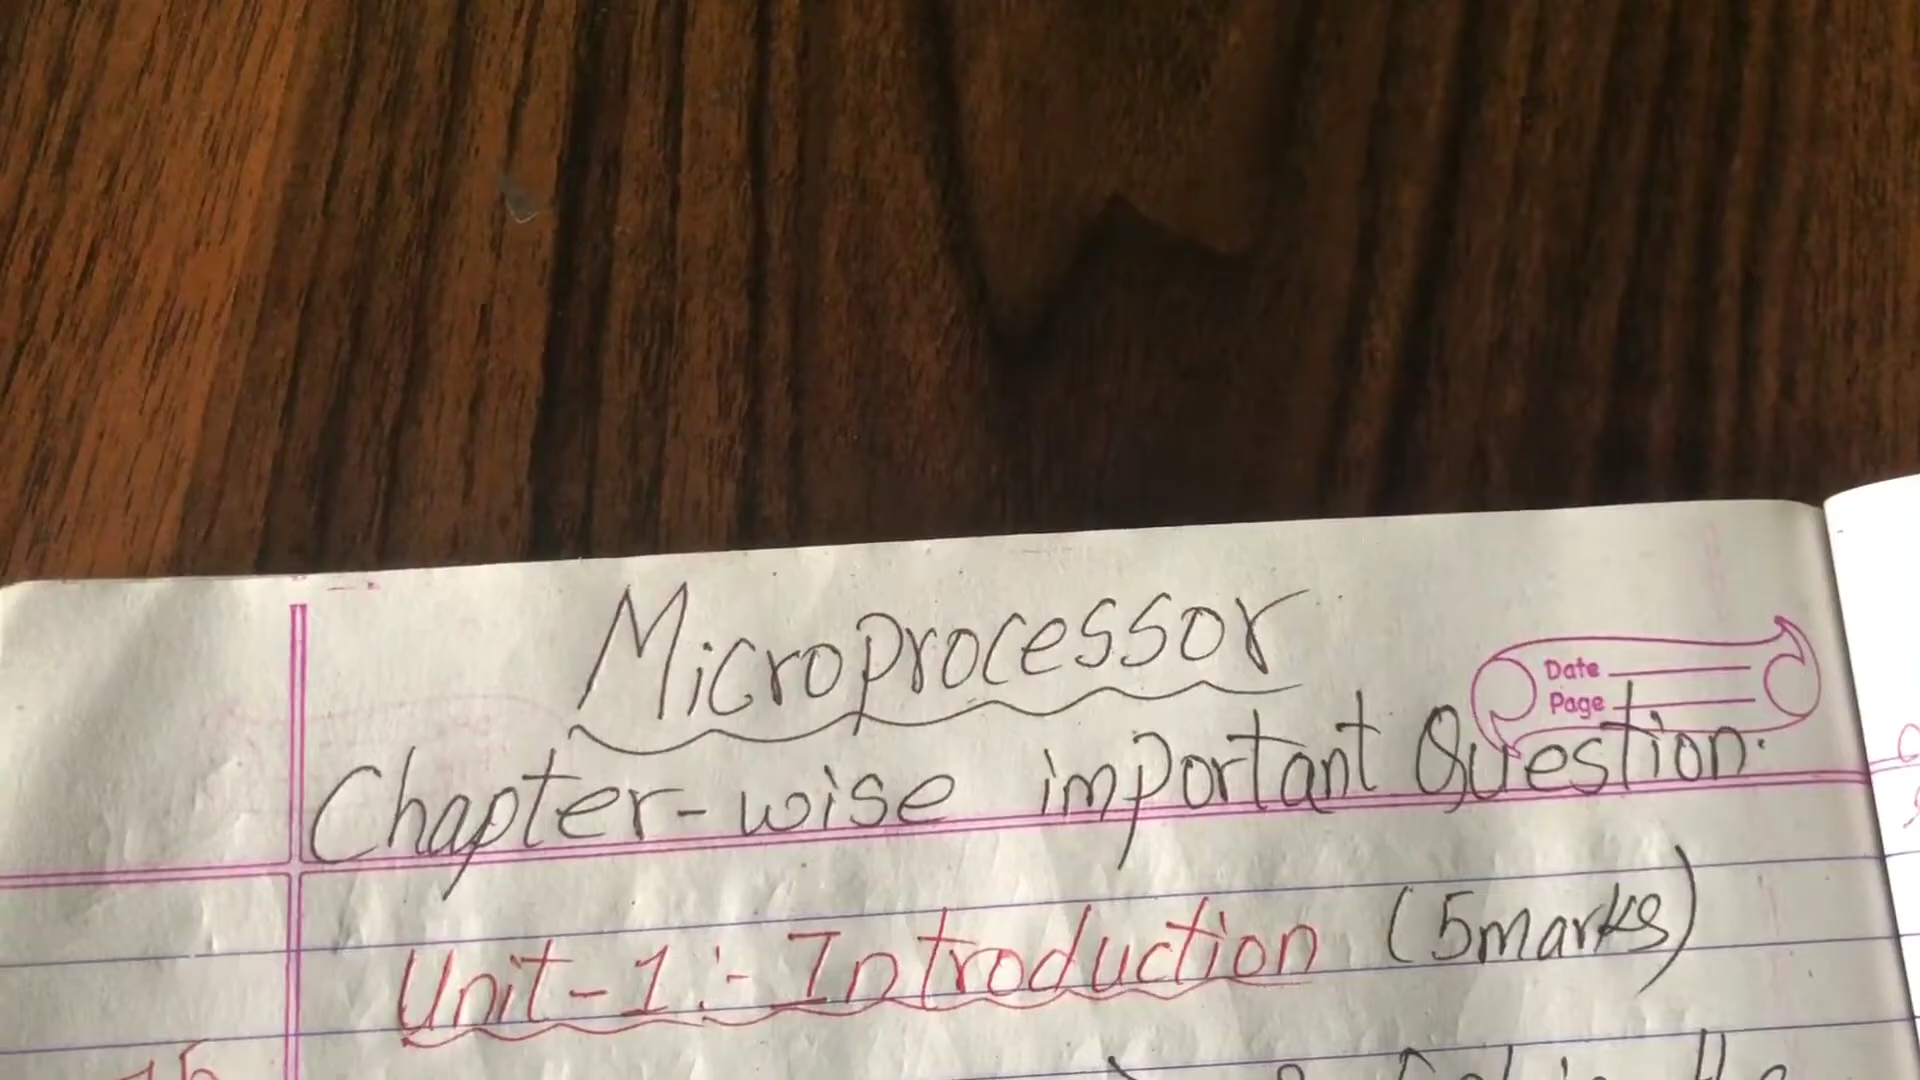 Microprocessor
Date
Page
Chapter-wise important Question.
Unit-1:- Introduction (5marks)